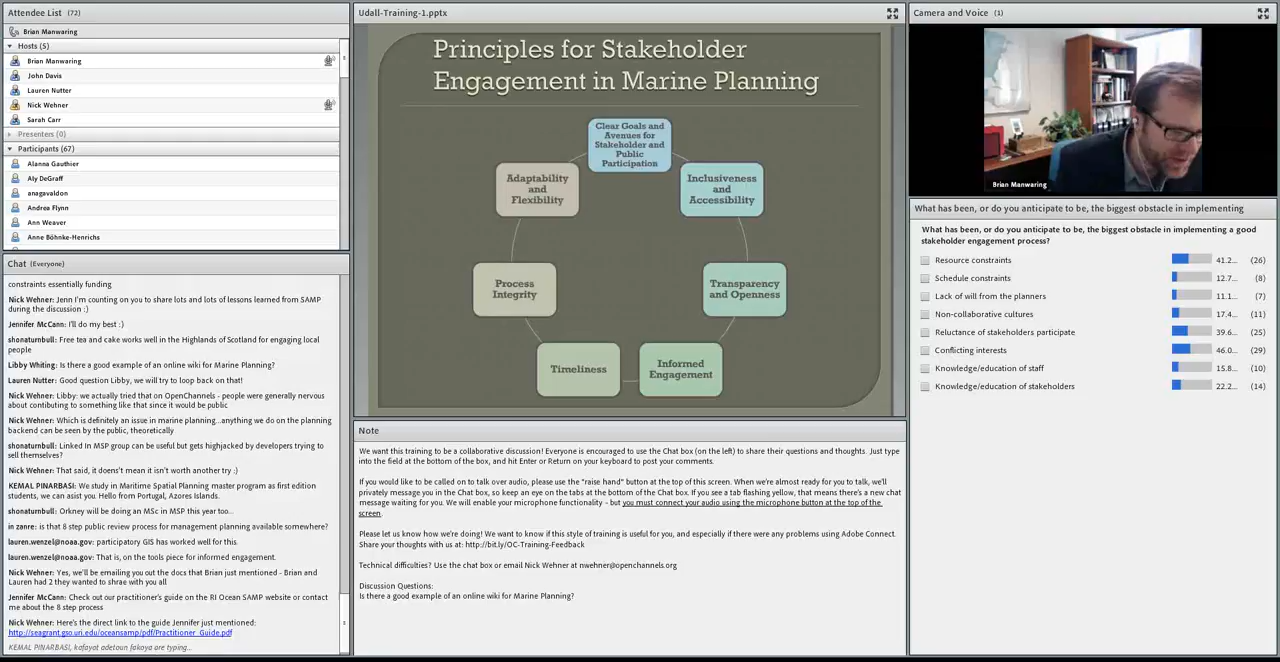 Attendee List (72)
Brian Manwaring
Hosts (5)
Brian Manwaring
John Davis
Lauren Nutter
Nick Wehner
Sarah Carr
Presenters (0)
Participants (67)
Alanna Gauthier
Aly DeGraff
anagavaldon
Andrea Flynn
Ann Weaver
Anne Böhnke-Henrichs
Chat (Everyone)
constraints essentially funding
Nick Wehner: Jenn I'm counting on you to share lots and lots of lessons learned from SAMP
during the discussion :)
Jennifer McCann: I'll do my best :)
shonaturnbull: Free tea and cake works well in the Highlands of Scotland for engaging local
people
Libby Whiting: Is there a good example of an online wiki for Marine Planning?
Lauren Nutter: Good question Libby, we will try to loop back on that!
Nick Wehner: Libby: we actually tried that on OpenChannels - people were generally nervous
about contibuting to something like that since it would be public
Nick Wehner: Which is definitely an issue in marine planning...anything we do on the planning
backend can be seen by the public, theoretically
shonaturnbull: Linked In MSP group can be useful but gets highjacked by developers trying to
sell themselves?
Nick Wehner: That said, it doens't mean it isn't worth another try :)
KEMAL PINARBASI: We study in Maritime Spatial Planning master program as first edition
students, we can asist you. Hello from Portugal, Azores Islands.
shonaturnbull: Orkney will be doing an MSc in MSP this year too...
in zanre: is that 8 step public review process for management planning available somewhere?
lauren.wenzel@noaa.gov: participatory GIS has worked well for this.
lauren.wenzel@noaa.gov: That is, on the tools piece for informed engagement.
Nick Wehner: Yes, we'll be emailing you out the docs that Brian just mentioned - Brian and
Lauren had 2 they wanted to shrae with you all
Jennifer McCann: Check out our practitioner's guide on the RI Ocean SAMP website or contact
me about the 8 step process
Nick Wehner: Here's the direct link to the guide Jennifer just mentioned:
http://seagrant.gso.uri.edu/oceansamp/pdf/Practitioner_Guide.pdf
KEMAL PINARBASI, kafayat adetoun fakoya are typing...
Udall-Training-1.pptx
Principles for Stakeholder
Engagement in Marine Planning
Clear Goals and
Avenues for
Stakeholder and
Public
Participation
Inclusiveness
and
Accessibility
Transparency
and Openness
Informed
Engagement
Timeliness
Process
Integrity
Adaptability
and
Flexibility
Note
We want this training to be a collaborative discussion! Everyone is encouraged to use the Chat box (on the left) to share their questions and thoughts. Just type
into the field at the bottom of the box, and hit Enter or Return on your keyboard to post your comments.
If you would like to be called on to talk over audio, please use the "raise hand" button at the top of this screen. When we're almost ready for you to talk, we'll
privately message you in the Chat box, so keep an eye on the tabs at the bottom of the Chat box. If you see a tab flashing yellow, that means there's a new chat
message waiting for you. We will enable your microphone functionality - but you must connect your audio using the microphone button at the top of the
screen.
Please let us know how we're doing! We want to know if this style of training is useful for you, and especially if there were any problems using Adobe Connect.
Share your thoughts with us at: http://bit.ly/OC-Training-Feedback
Technical difficulties? Use the chat box or email Nick Wehner at nwehner@openchannels.org
Discussion Questions:
Is there a good example of an online wiki for Marine Planning?
Camera and Voice (1)
Brian Manwaring
What has been, or do you anticipate to be, the biggest obstacle in implementing
What has been, or do you anticipate to be, the biggest obstacle in implementing a good
stakeholder engagement process?
Resource constraints 41.2... (26)
Schedule constraints 12.7... (8)
Lack of will from the planners 11.1... (7)
Non-collaborative cultures 17.4... (11)
Reluctance of stakeholders participate 39.6... (25)
Conflicting interests 46.0... (29)
Knowledge/education of staff 15.8... (10)
Knowledge/education of stakeholders 22.2... (14)